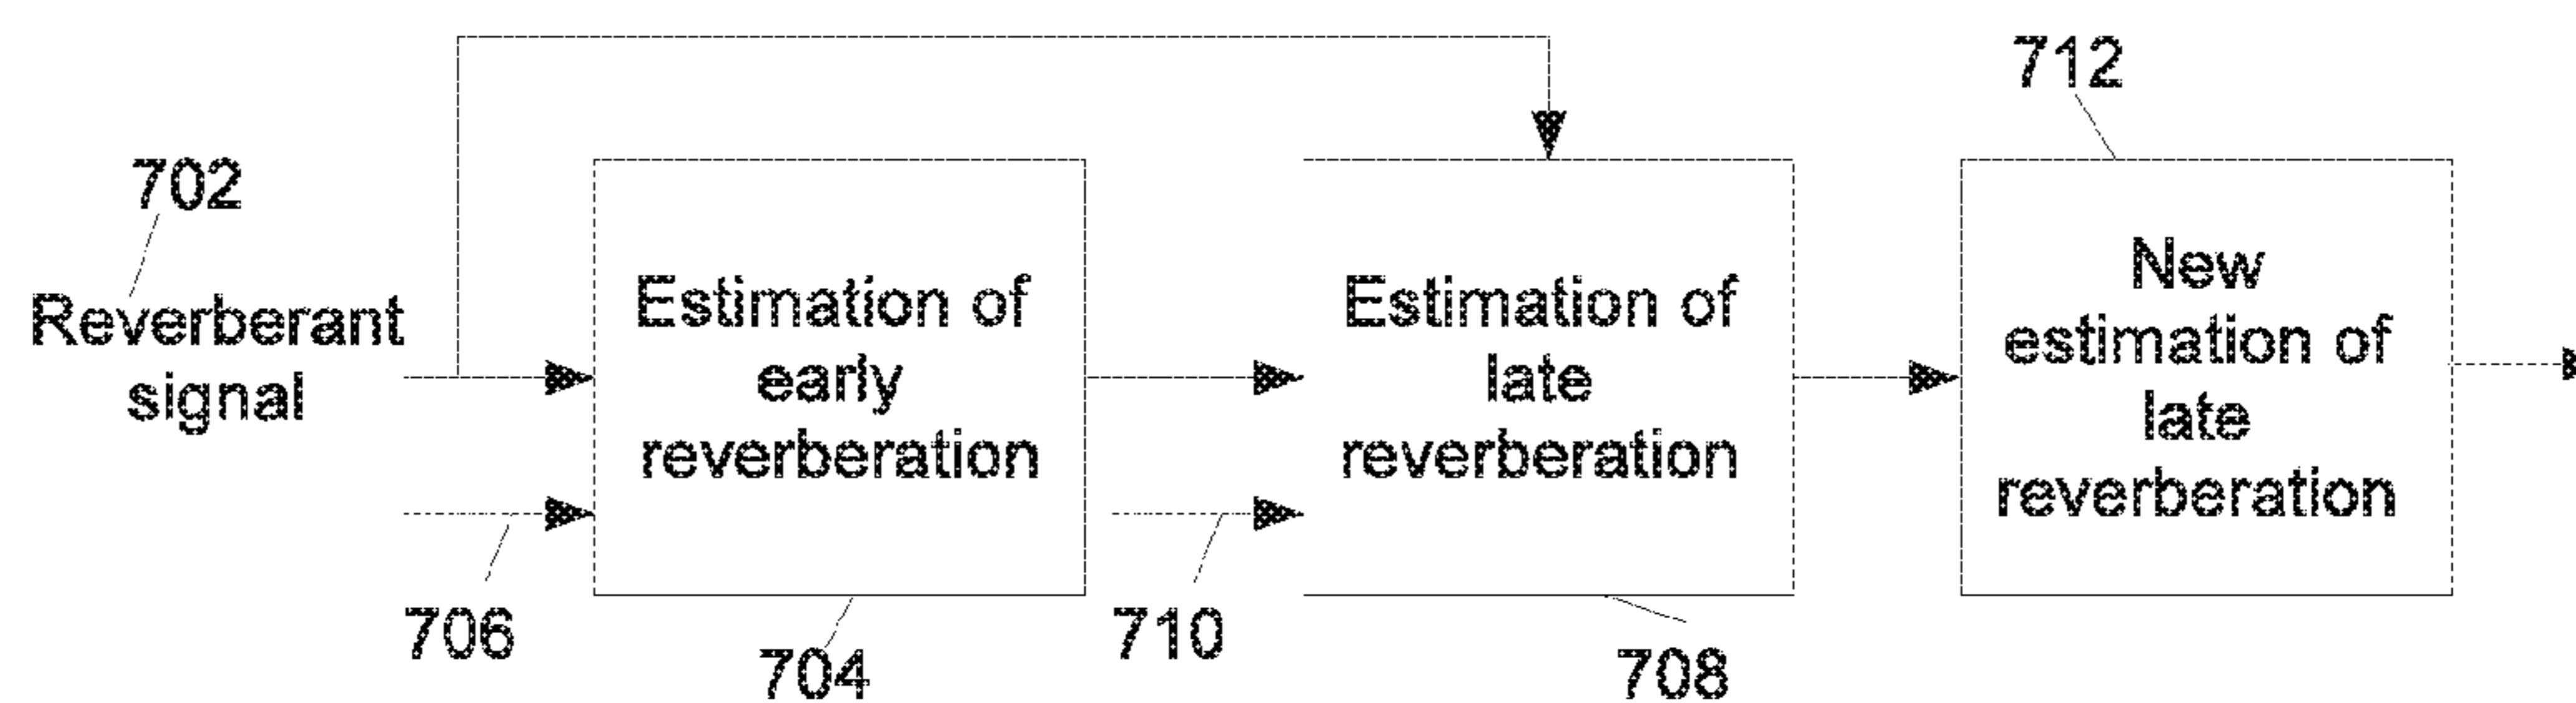 702
Reverberant
signal
706
Estimation of
early
reverberation
704
710
Estimation of
late
reverberation
708
712
New
estimation of
late
reverberation